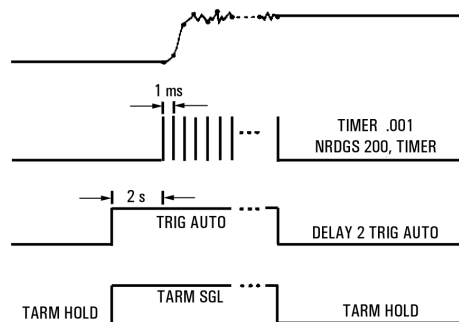 1 ms
TIMER .001
NRDGS 200, TIMER
2 s
TRIG AUTO
DELAY 2 TRIG AUTO
TARM HOLD
TARM SGL
TARM HOLD